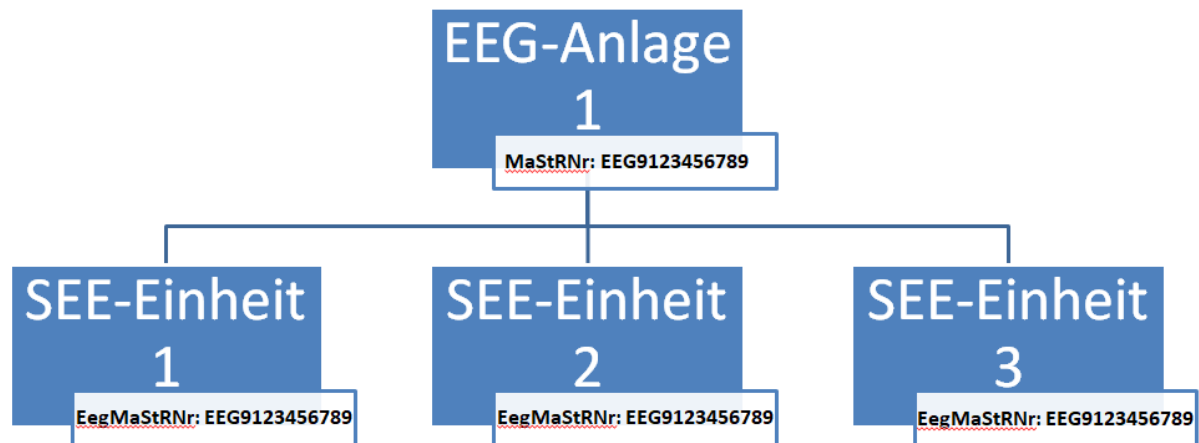 EEG-Anlage
1
MaStRNr: EEG9123456789
SEE-Einheit
1
EegMaStRNr: EEG9123456789
SEE-Einheit
2
EegMaStRNr: EEG9123456789
SEE-Einheit
3
EegMaStRNr: EEG9123456789